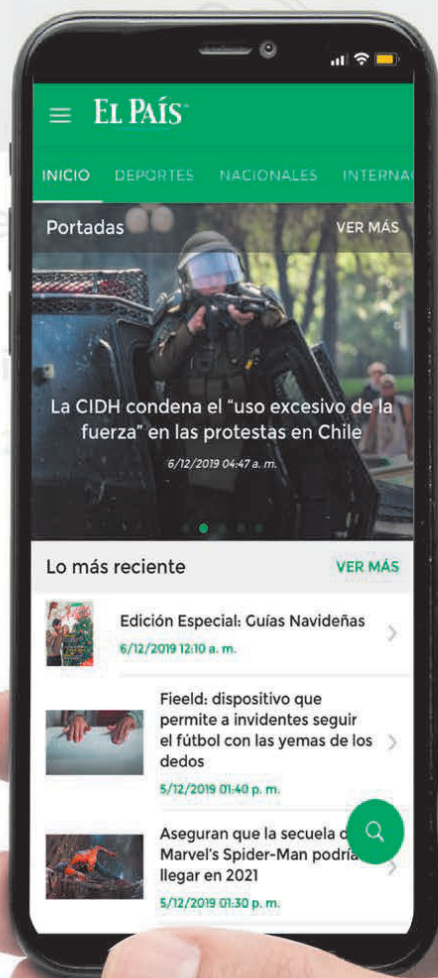 EL PAÍS
INICIO DEPORTES NACIONALES INTERNA
Portadas VER MÁS
La CIDH condena el "uso excesivo de la
fuerza" en las protestas en Chile
6/12/2019 04:47 a. m.
Lo más reciente VER MÁS
Edición Especial: Guías Navideñas
6/12/2019 12:10 a. m.
Fieeld: dispositivo que
permite a invidentes seguir
el fútbol con las yemas de los
dedos
5/12/2019 01:40 p. m.
Aseguran que la secuela
Marvel's Spider-Man podría
llegar en 2021
5/12/2019 01:30 p. m.